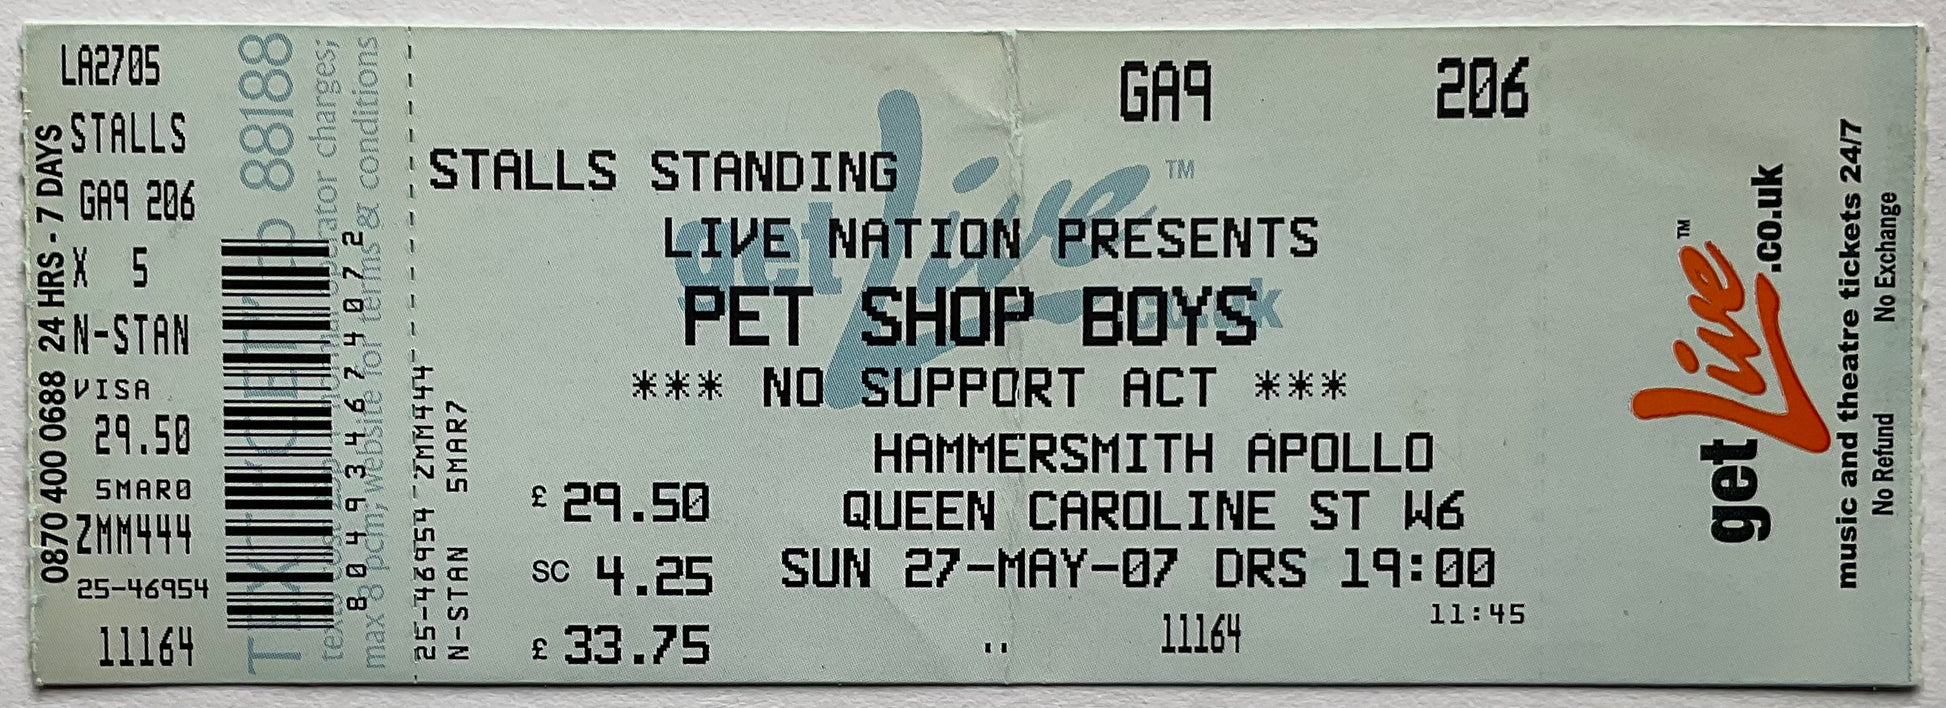 0870 400 0688 24 HRS - 7 DAYS
LA2705
STALLS
GA9 206
X 5
N-STAN
VISA
29.50
5MAR0
ZMM444
25-46954
11164
88188
max 8 pcm; website for terms & conditions
804934674072
25-46954 ZMM444
N-STAN 5MAR7
GA9 206
STALLS STANDING
LIVE NATION PRESENTS
PET SHOP BOYS
*** NO SUPPORT ACT ***
HAMMERSMITH APOLLO
£ 29.50 QUEEN CAROLINE ST W6
SC 4.25 SUN 27-MAY-07 DRS 19:00
11:45
£ 33.75 11164
get Live™
get Live™.co.uk
music and theatre tickets 24/7
No Refund No Exchange